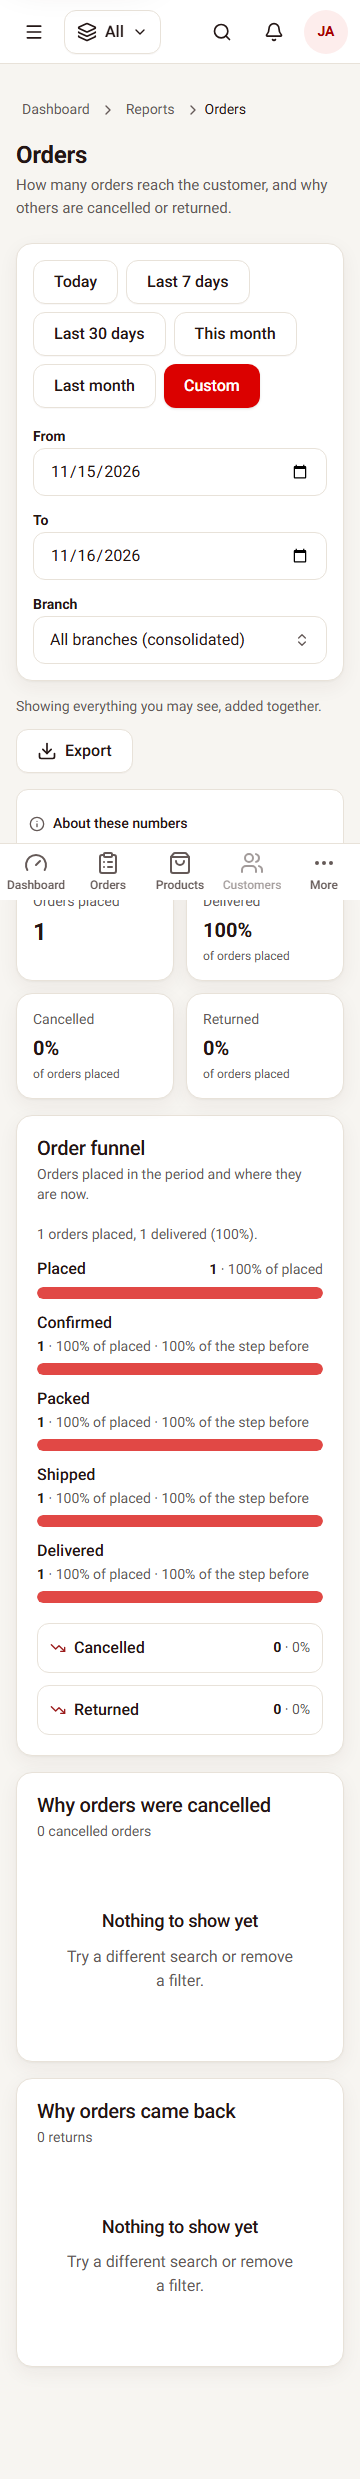 All
JA
Dashboard
Reports
Orders
Orders
How many orders reach the customer, and why
others are cancelled or returned.
Today
Last 7 days
Last 30 days
This month
Last month
Custom
From
11/15/2026
To
11/16/2026
Branch
All branches (consolidated)
Showing everything you may see, added together.
Export
About these numbers
Dashboard
Orders
Products
Customers
More
Orders placed
Delivered
1
100%
of orders placed
Cancelled
Returned
0%
0%
of orders placed
of orders placed
Order funnel
Orders placed in the period and where they
are now.
1 orders placed, 1 delivered (100%).
Placed
1 · 100% of placed
Confirmed
1 · 100% of placed · 100% of the step before
Packed
1 · 100% of placed · 100% of the step before
Shipped
1 · 100% of placed · 100% of the step before
Delivered
1 · 100% of placed · 100% of the step before
Cancelled
0 · 0%
Returned
0 · 0%
Why orders were cancelled
0 cancelled orders
Nothing to show yet
Try a different search or remove
a filter.
Why orders came back
0 returns
Nothing to show yet
Try a different search or remove
a filter.